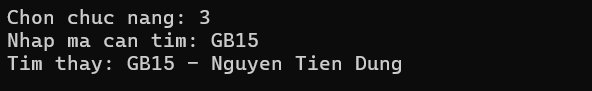 Chon chuc nang: 3
Nhap ma can tim: GB15
Tim thay: GB15 - Nguyen Tien Dung